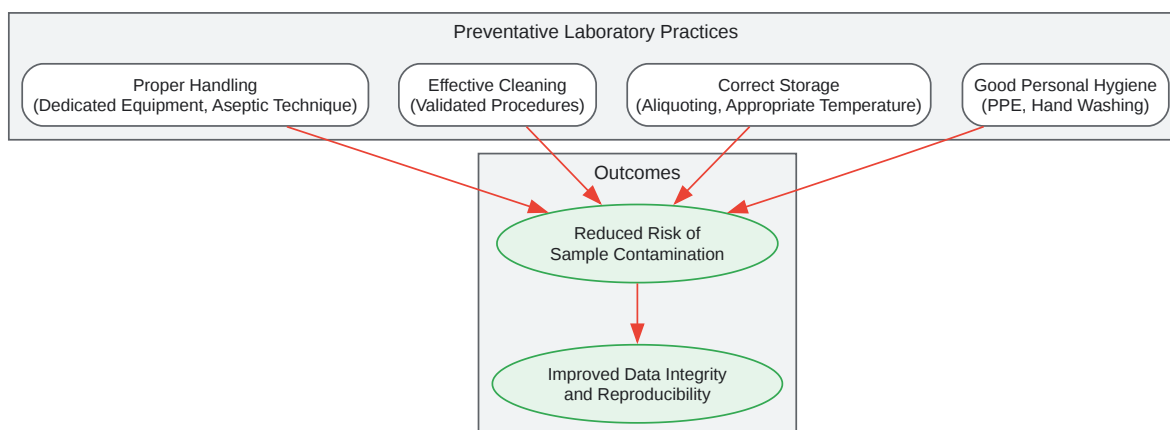 Preventative Laboratory Practices
Proper Handling
(Dedicated Equipment, Aseptic Technique)
Effective Cleaning
(Validated Procedures)
Correct Storage
(Aliquoting, Appropriate Temperature)
Good Personal Hygiene
(PPE, Hand Washing)
Outcomes
Reduced Risk of
Sample Contamination
Improved Data Integrity
and Reproducibility